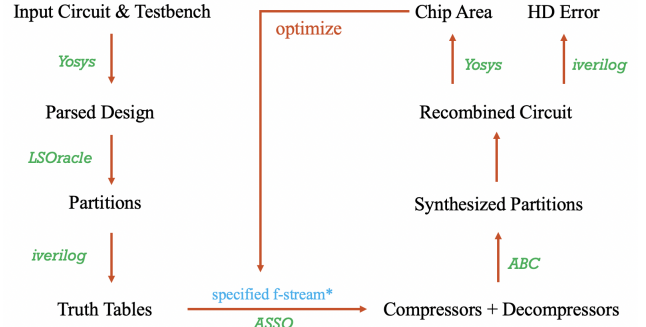 Input Circuit & Testbench
Chip Area
HD Error
optimize
Yosys
Yosys
iverilog
Parsed Design
Recombined Circuit
LSOracle
Partitions
Synthesized Partitions
iverilog
ABC
specified f-stream*
Truth Tables
Compressors + Decompressors
ASSO